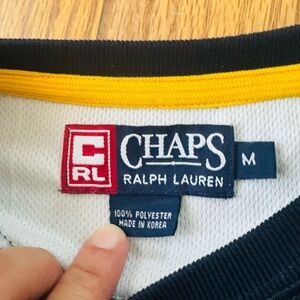 C
RL
CHAPS
RALPH LAUREN
M
100% POLYESTER
MADE IN KOREA